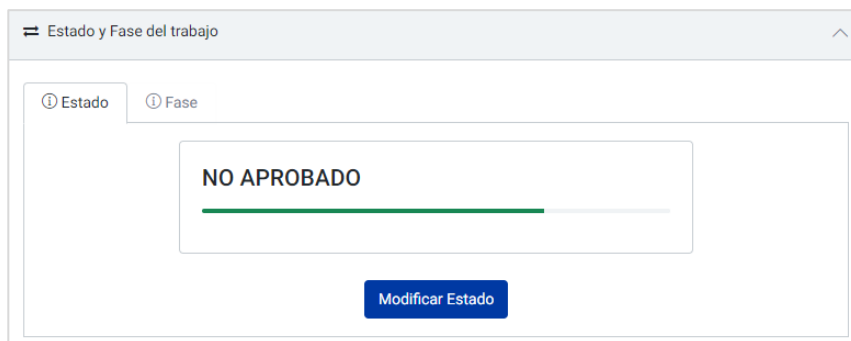 Estado y Fase del trabajo
Estado
Fase
NO APROBADO
Modificar Estado